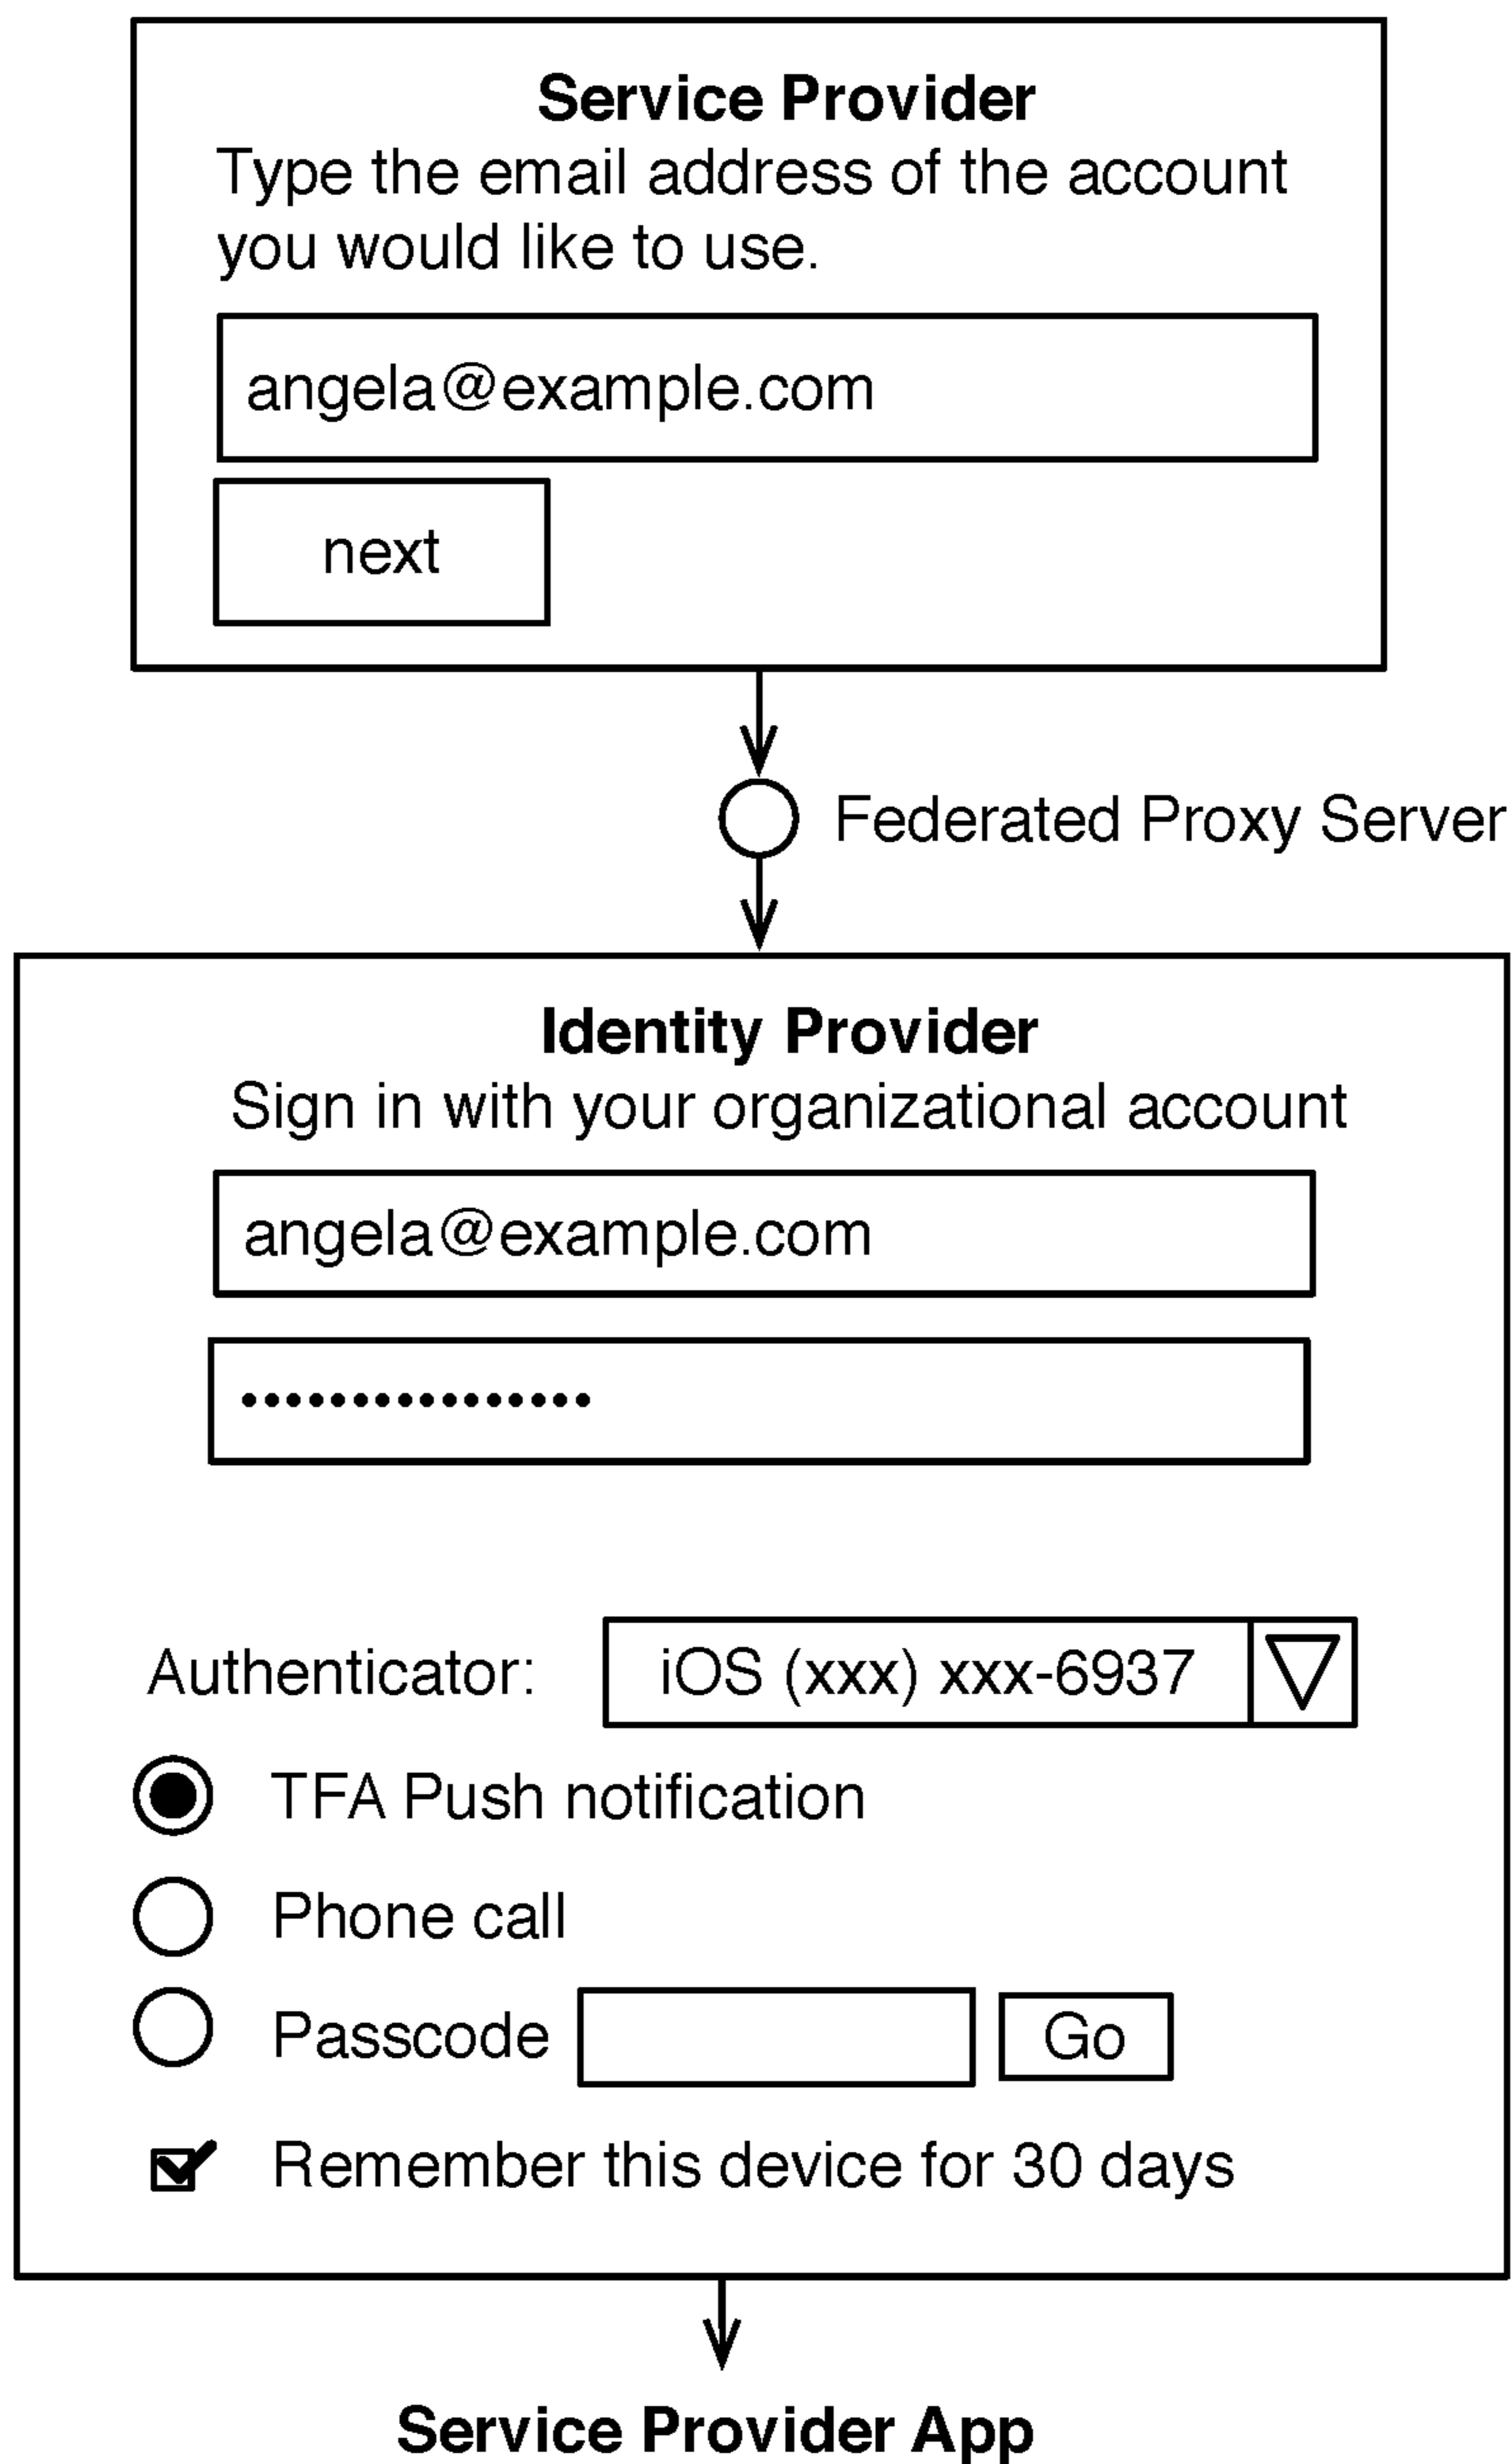 Service Provider
Type the email address of the account
you would like to use.
angela@example.com
next
Federated Proxy Server
Identity Provider
Sign in with your organizational account
angela@example.com
••••••••••••••••
Authenticator: iOS (xxx) xxx-6937
TFA Push notification
Phone call
Passcode Go
Remember this device for 30 days
Service Provider App